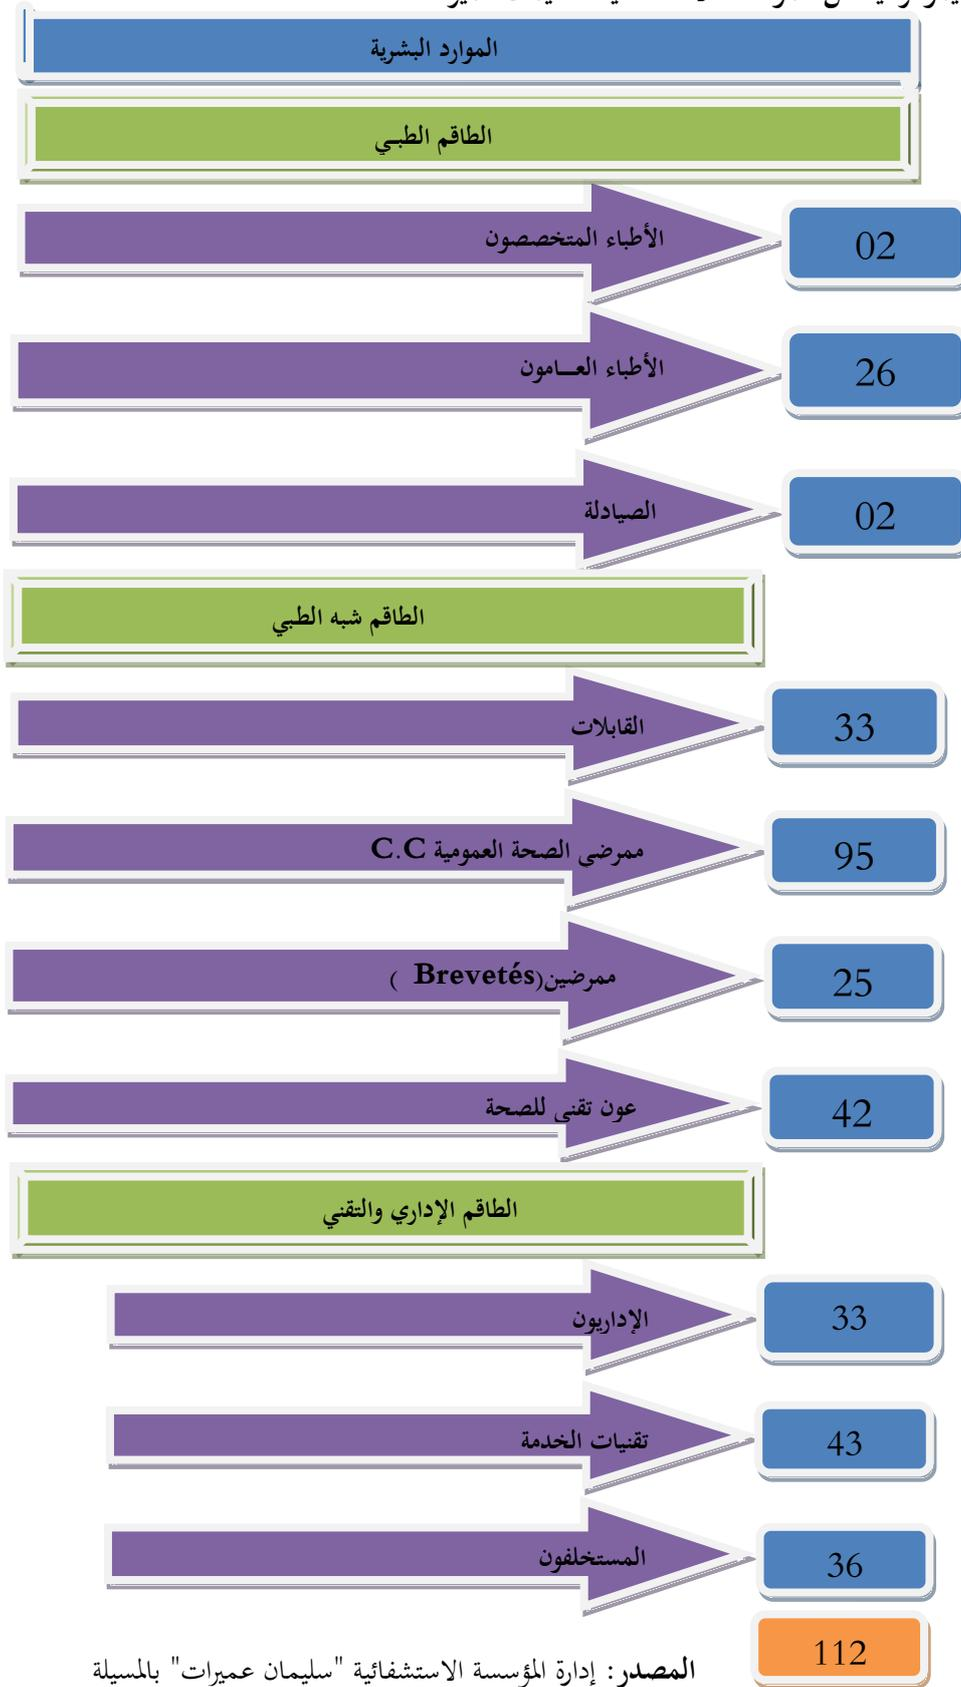 الموارد البشرية
الطاقم الطبي
الأطباء المتخصصون 02
الأطباء العـــامون 26
الصيادلة 02
الطاقم شبه الطبي
القابلات 33
ممرضي الصحة العمومية C.C 95
ممرضين(Brevetés ) 25
عون تقني للصحة 42
الطاقم الإداري والتقني
الإداريون 33
تقنيات الخدمة 43
المستخلفون 36
112
المصدر: إدارة المؤسسة الاستشفائية "سليمان عميرات" بالمسيلة